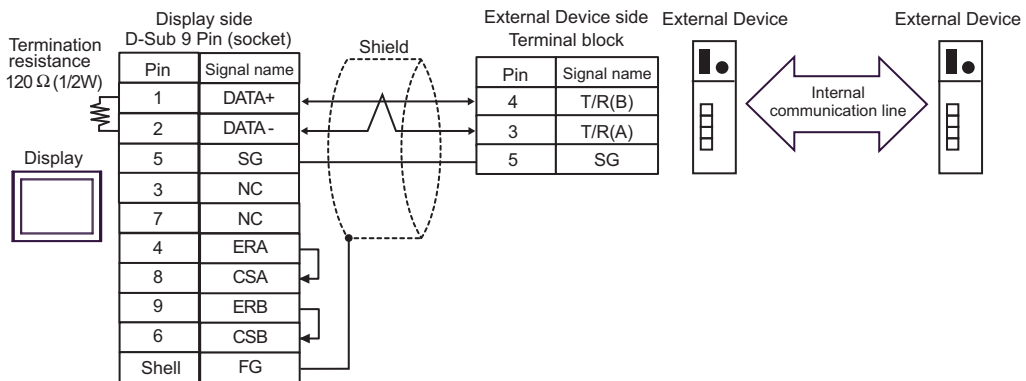 Display side
D-Sub 9 Pin (socket)
Termination
resistance
120 Ω (1/2W)
Display
Pin Signal name
1 DATA+
2 DATA-
5 SG
3 NC
7 NC
4 ERA
8 CSA
9 ERB
6 CSB
Shell FG
Shield
External Device side
Terminal block
Pin Signal name
4 T/R(B)
3 T/R(A)
5 SG
External Device
Internal
communication line
External Device